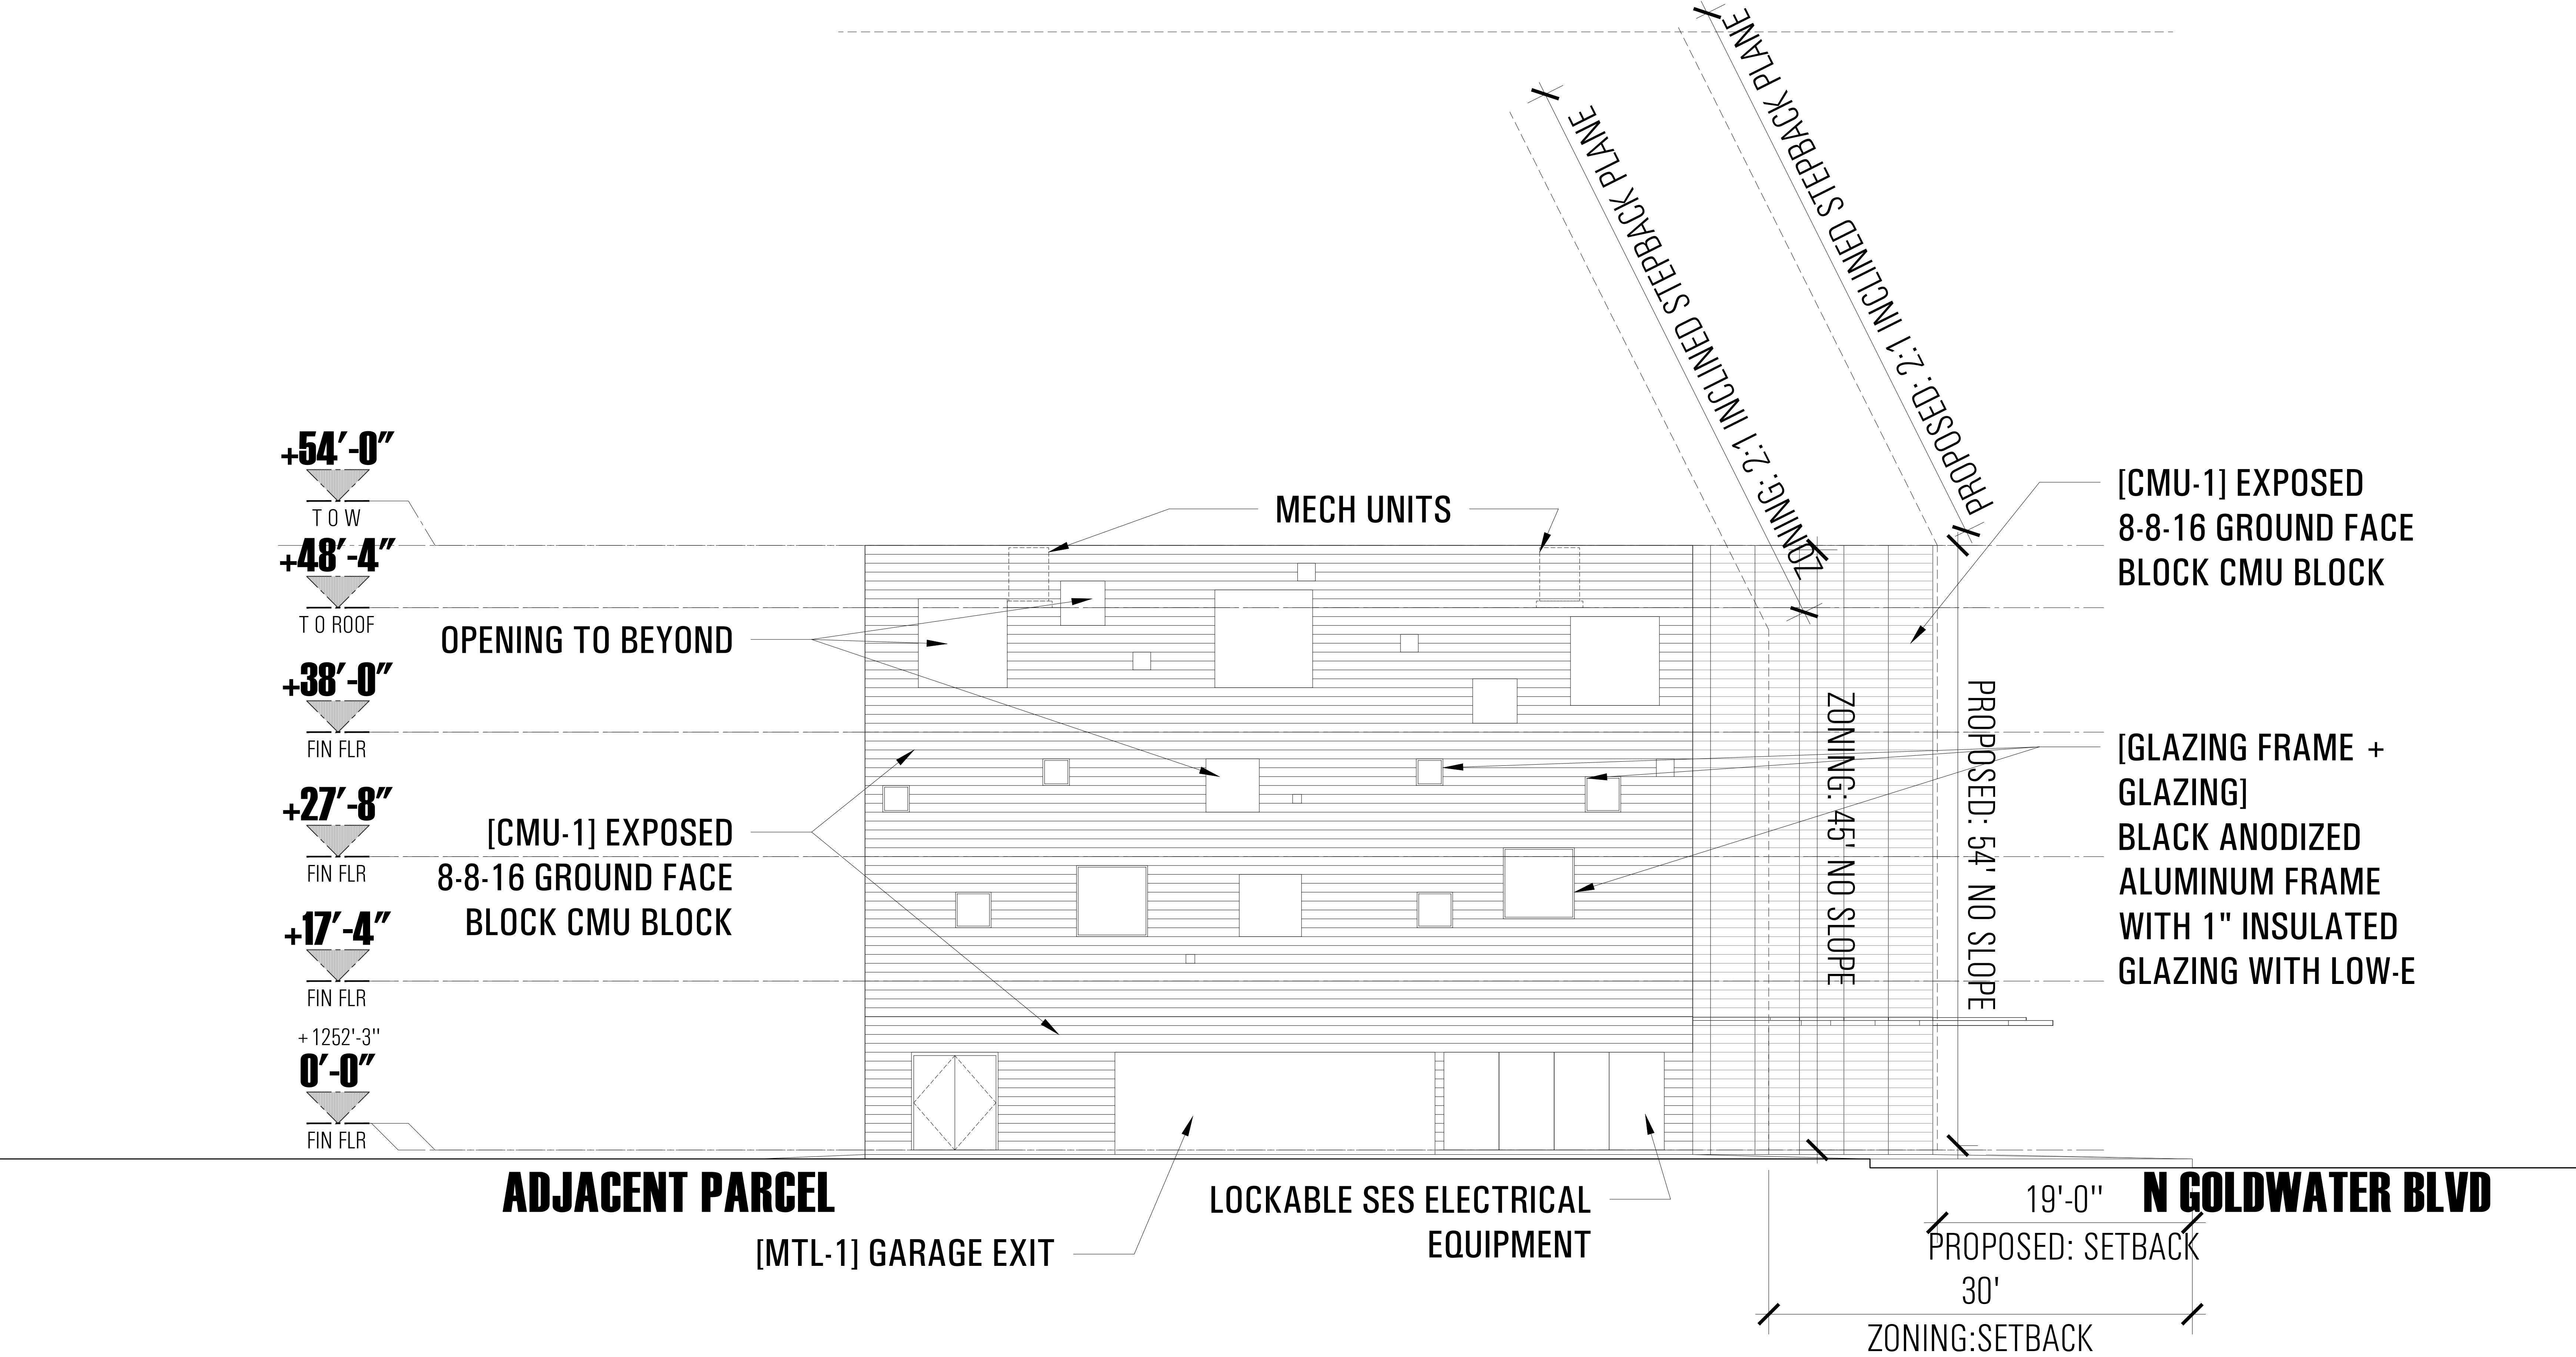 PROPOSED: 2:1 INCLINED STEPBACK PLANE
ZONING: 2:1 INCLINED STEPBACK PLANE
+54'-0"
T O W
+48'-4"
T O ROOF
+38'-0"
FIN FLR
+27'-8"
FIN FLR
+17'-4"
FIN FLR
+1252'-3"
0'-0"
FIN FLR
MECH UNITS
OPENING TO BEYOND
[CMU-1] EXPOSED
8-8-16 GROUND FACE
BLOCK CMU BLOCK
ZONING: 45' NO SLOPE
PROPOSED: 54' NO SLOPE
[CMU-1] EXPOSED
8-8-16 GROUND FACE
BLOCK CMU BLOCK
[GLAZING FRAME +
GLAZING]
BLACK ANODIZED
ALUMINUM FRAME
WITH 1" INSULATED
GLAZING WITH LOW-E
ADJACENT PARCEL
[MTL-1] GARAGE EXIT
LOCKABLE SES ELECTRICAL
EQUIPMENT
N GOLDWATER BLVD
19'-0"
PROPOSED: SETBACK
30'
ZONING:SETBACK